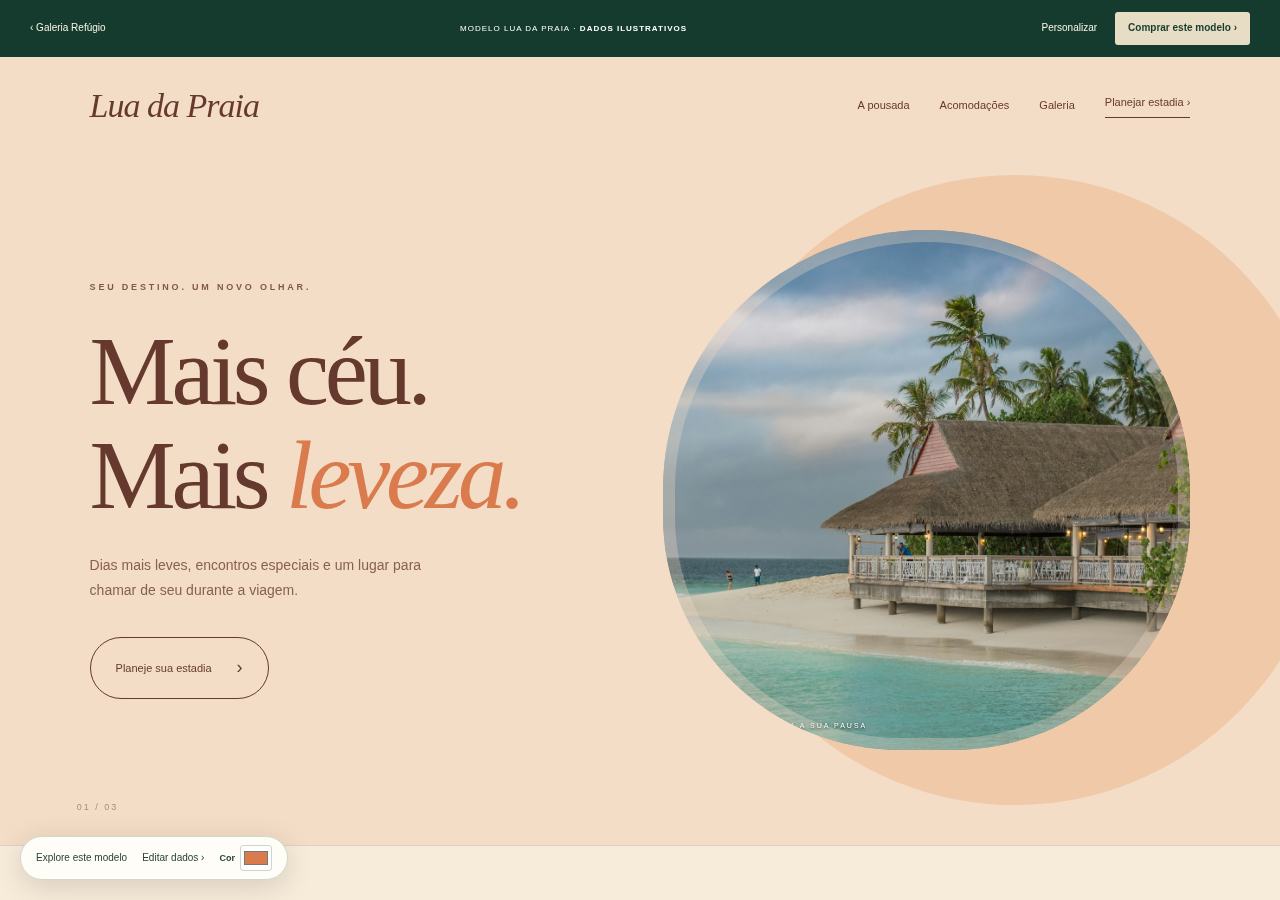 ‹ Galeria Refúgio
MODELO LUA DA PRAIA · DADOS ILUSTRATIVOS
Personalizar
Comprar este modelo ›
Lua da Praia
A pousada
Acomodações
Galeria
Planejar estadia ›
SEU DESTINO. UM NOVO OLHAR.
Mais céu.
Mais leveza.
Dias mais leves, encontros especiais e um lugar para
chamar de seu durante a viagem.
Planeje sua estadia ›
A SUA PAUSA
01 / 03
Explore este modelo
Editar dados ›
Cor